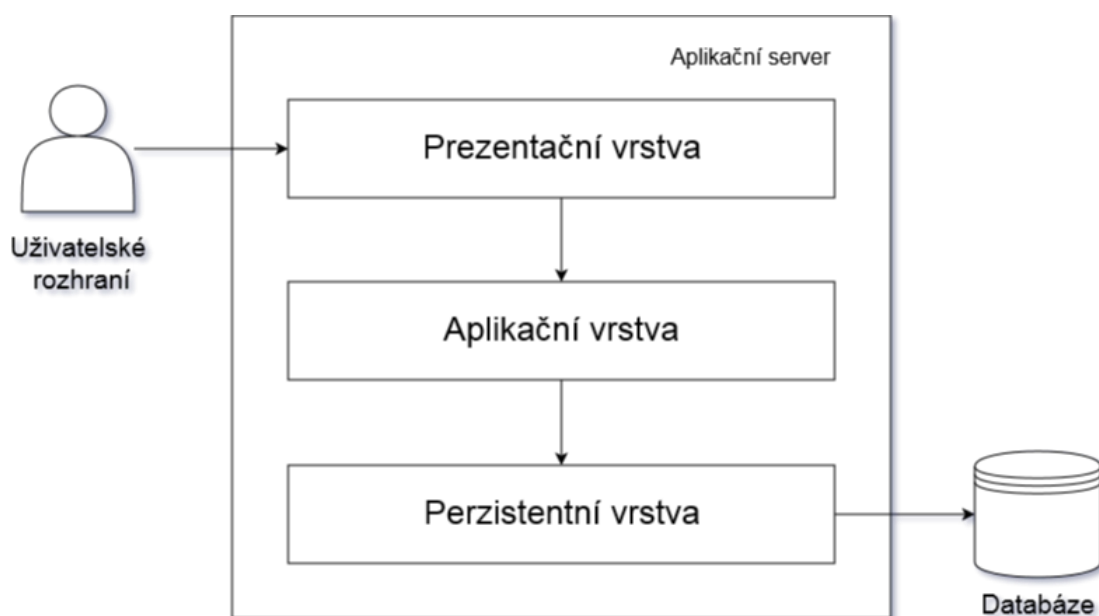 Aplikační server
Prezentační vrstva
Uživatelské
rozhraní
Aplikační vrstva
Perzistentní vrstva
Databáze